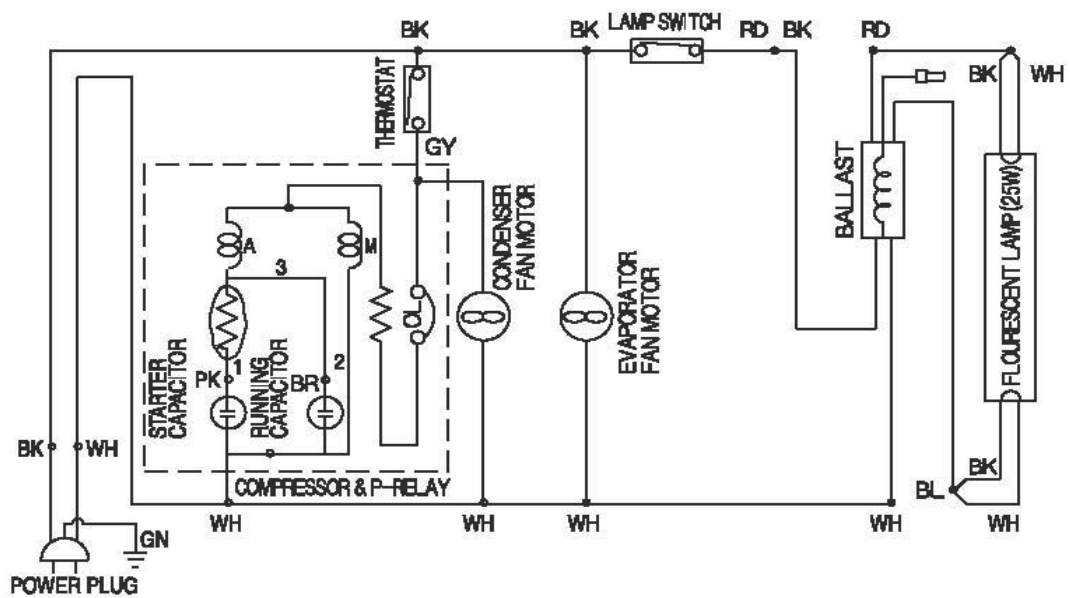 LAMP SWITCH
BK
BK
RD
BK
RD
BK
WH
THERMOSTAT
GY
BALLAST
FLOURESCENT LAMP (25W)
CONDENSER
FAN MOTOR
EVAPORATOR
FAN MOTOR
A
M
3
OL
1
2
PK
BR
STARTER
CAPACITOR
RUNNING
CAPACITOR
BK
WH
BK
BL
COMPRESSOR & P-RELAY
WH
WH
WH
WH
WH
GN
POWER PLUG